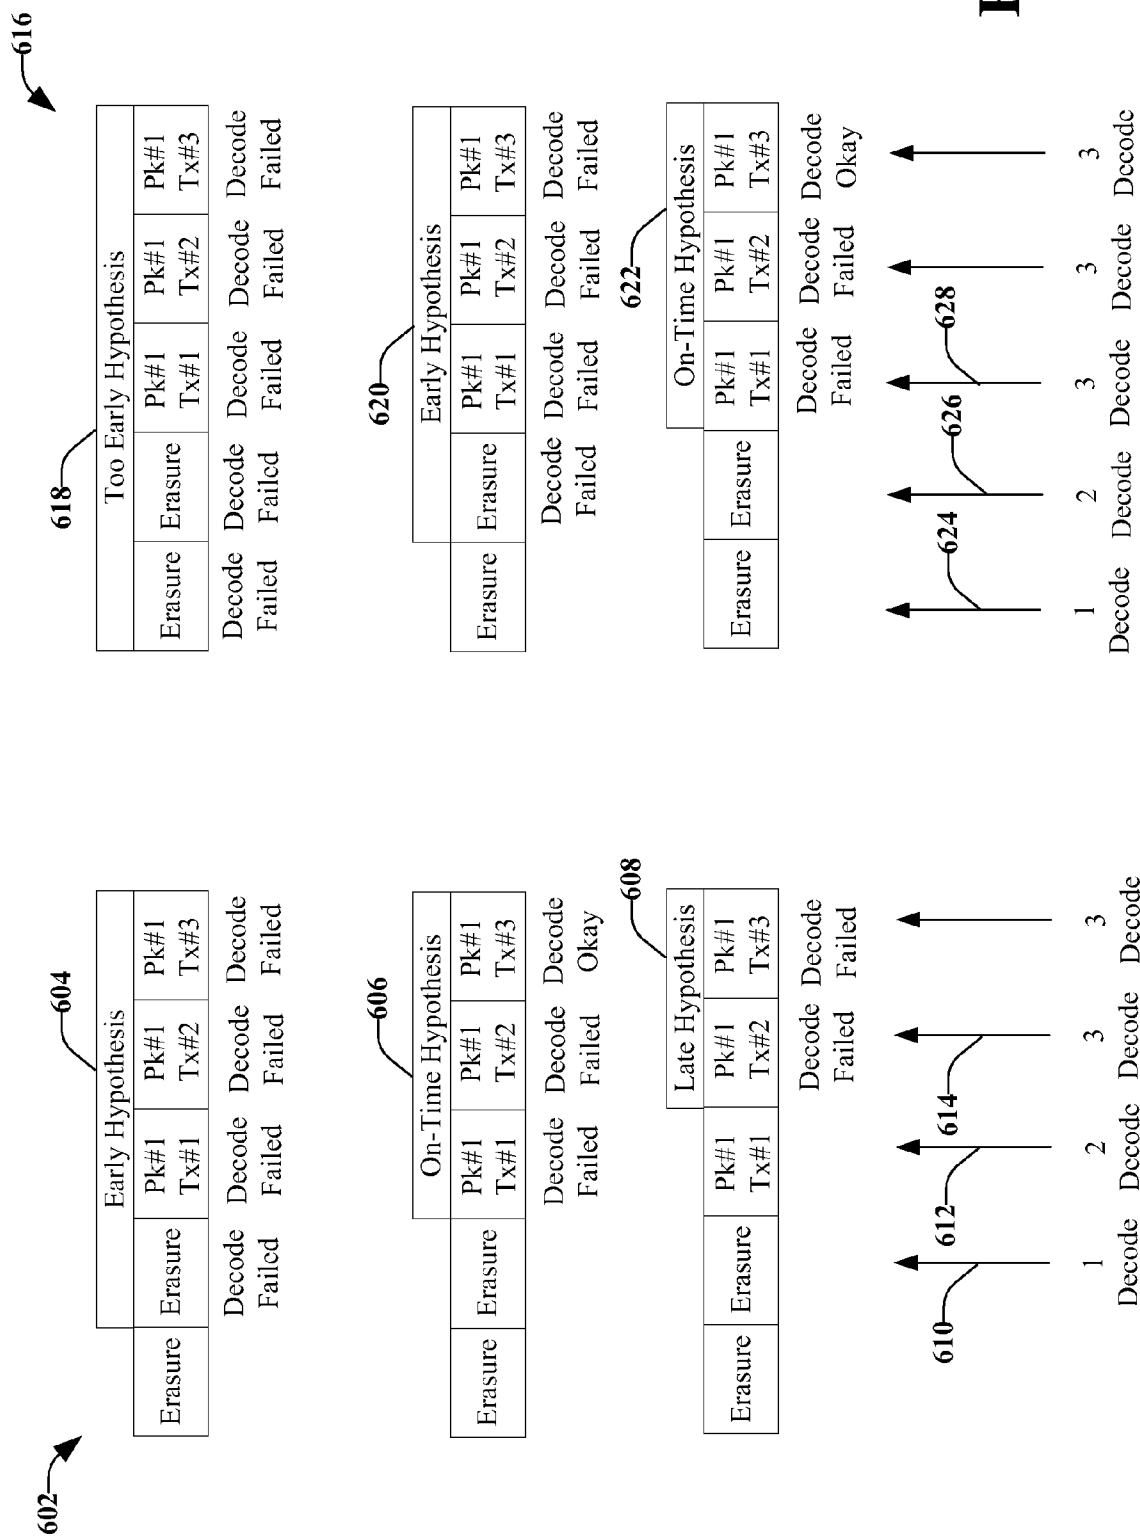 602
604
Early Hypothesis
Erasure Erasure Pk#1 Pk#1 Pk#1
Tx#1 Tx#2 Tx#3
Decode Decode Decode Decode
Failed Failed Failed Failed
606
On-Time Hypothesis
Erasure Erasure Pk#1 Pk#1 Pk#1
Tx#1 Tx#2 Tx#3
Decode Decode Decode
Failed Failed Okay
608
Late Hypothesis
Erasure Erasure Pk#1 Pk#1 Pk#1
Tx#1 Tx#2 Tx#3
Decode Decode
Failed Failed
610 612 614
1 2 3 3
Decode Decode Decode Decode
616
618
Too Early Hypothesis
Erasure Erasure Pk#1 Pk#1 Pk#1
Tx#1 Tx#2 Tx#3
Decode Decode Decode Decode Decode
Failed Failed Failed Failed Failed
620
Early Hypothesis
Erasure Erasure Pk#1 Pk#1 Pk#1
Tx#1 Tx#2 Tx#3
Decode Decode Decode Decode
Failed Failed Failed Failed
622
On-Time Hypothesis
Erasure Erasure Pk#1 Pk#1 Pk#1
Tx#1 Tx#2 Tx#3
Decode Decode Decode
Failed Failed Okay
624 626 628
1 2 3 3 3
Decode Decode Decode Decode Decode